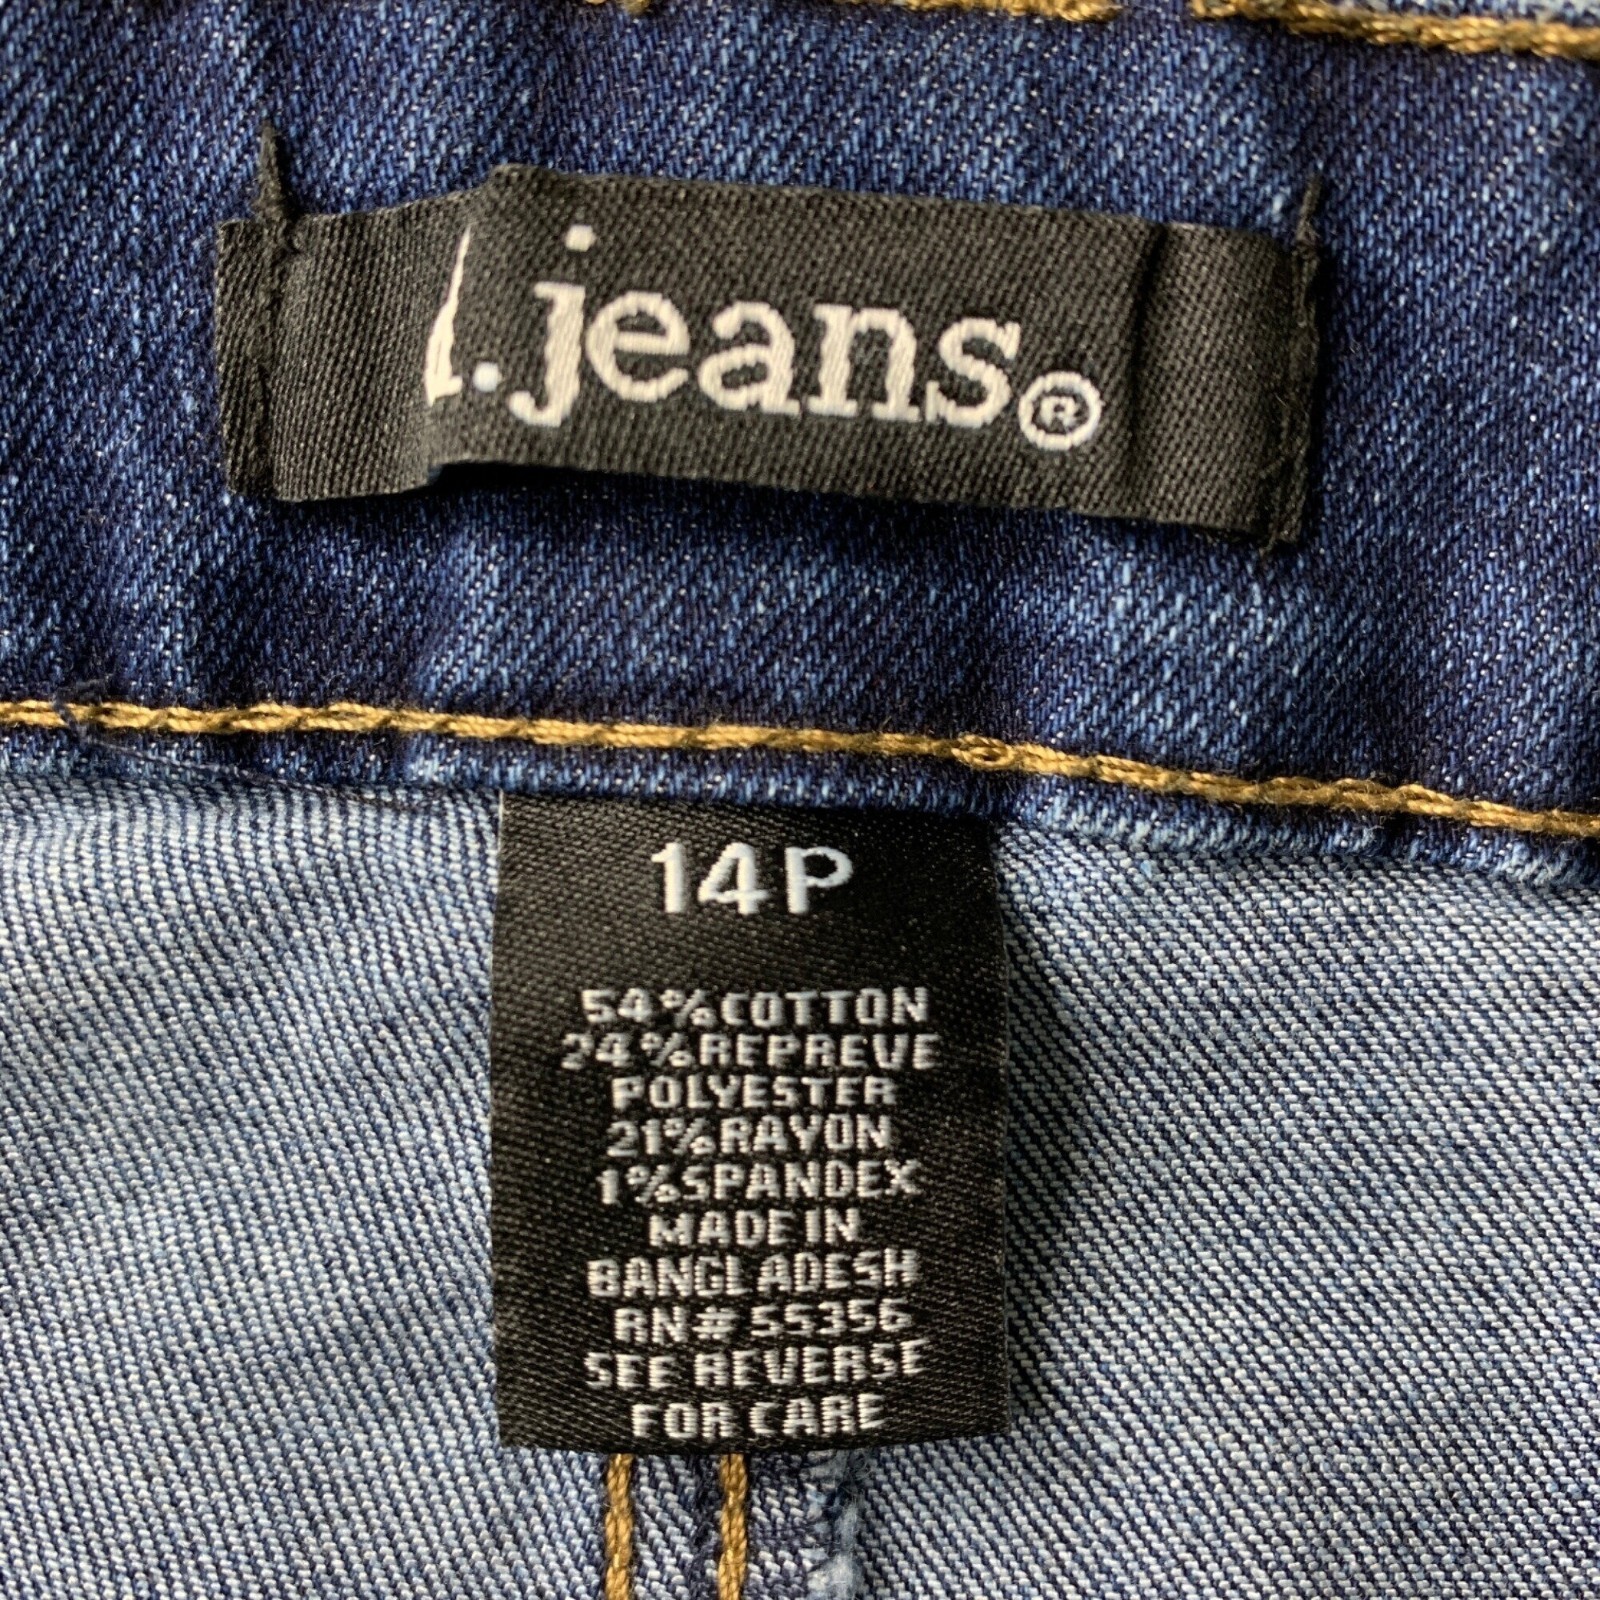 .jeans®
14P
54%COTTON
24%REPREVE
POLYESTER
21%RAYON
1%SPANDEX
MADE IN
BANGLADESH
RN# 55356
SEE REVERSE
FOR CARE